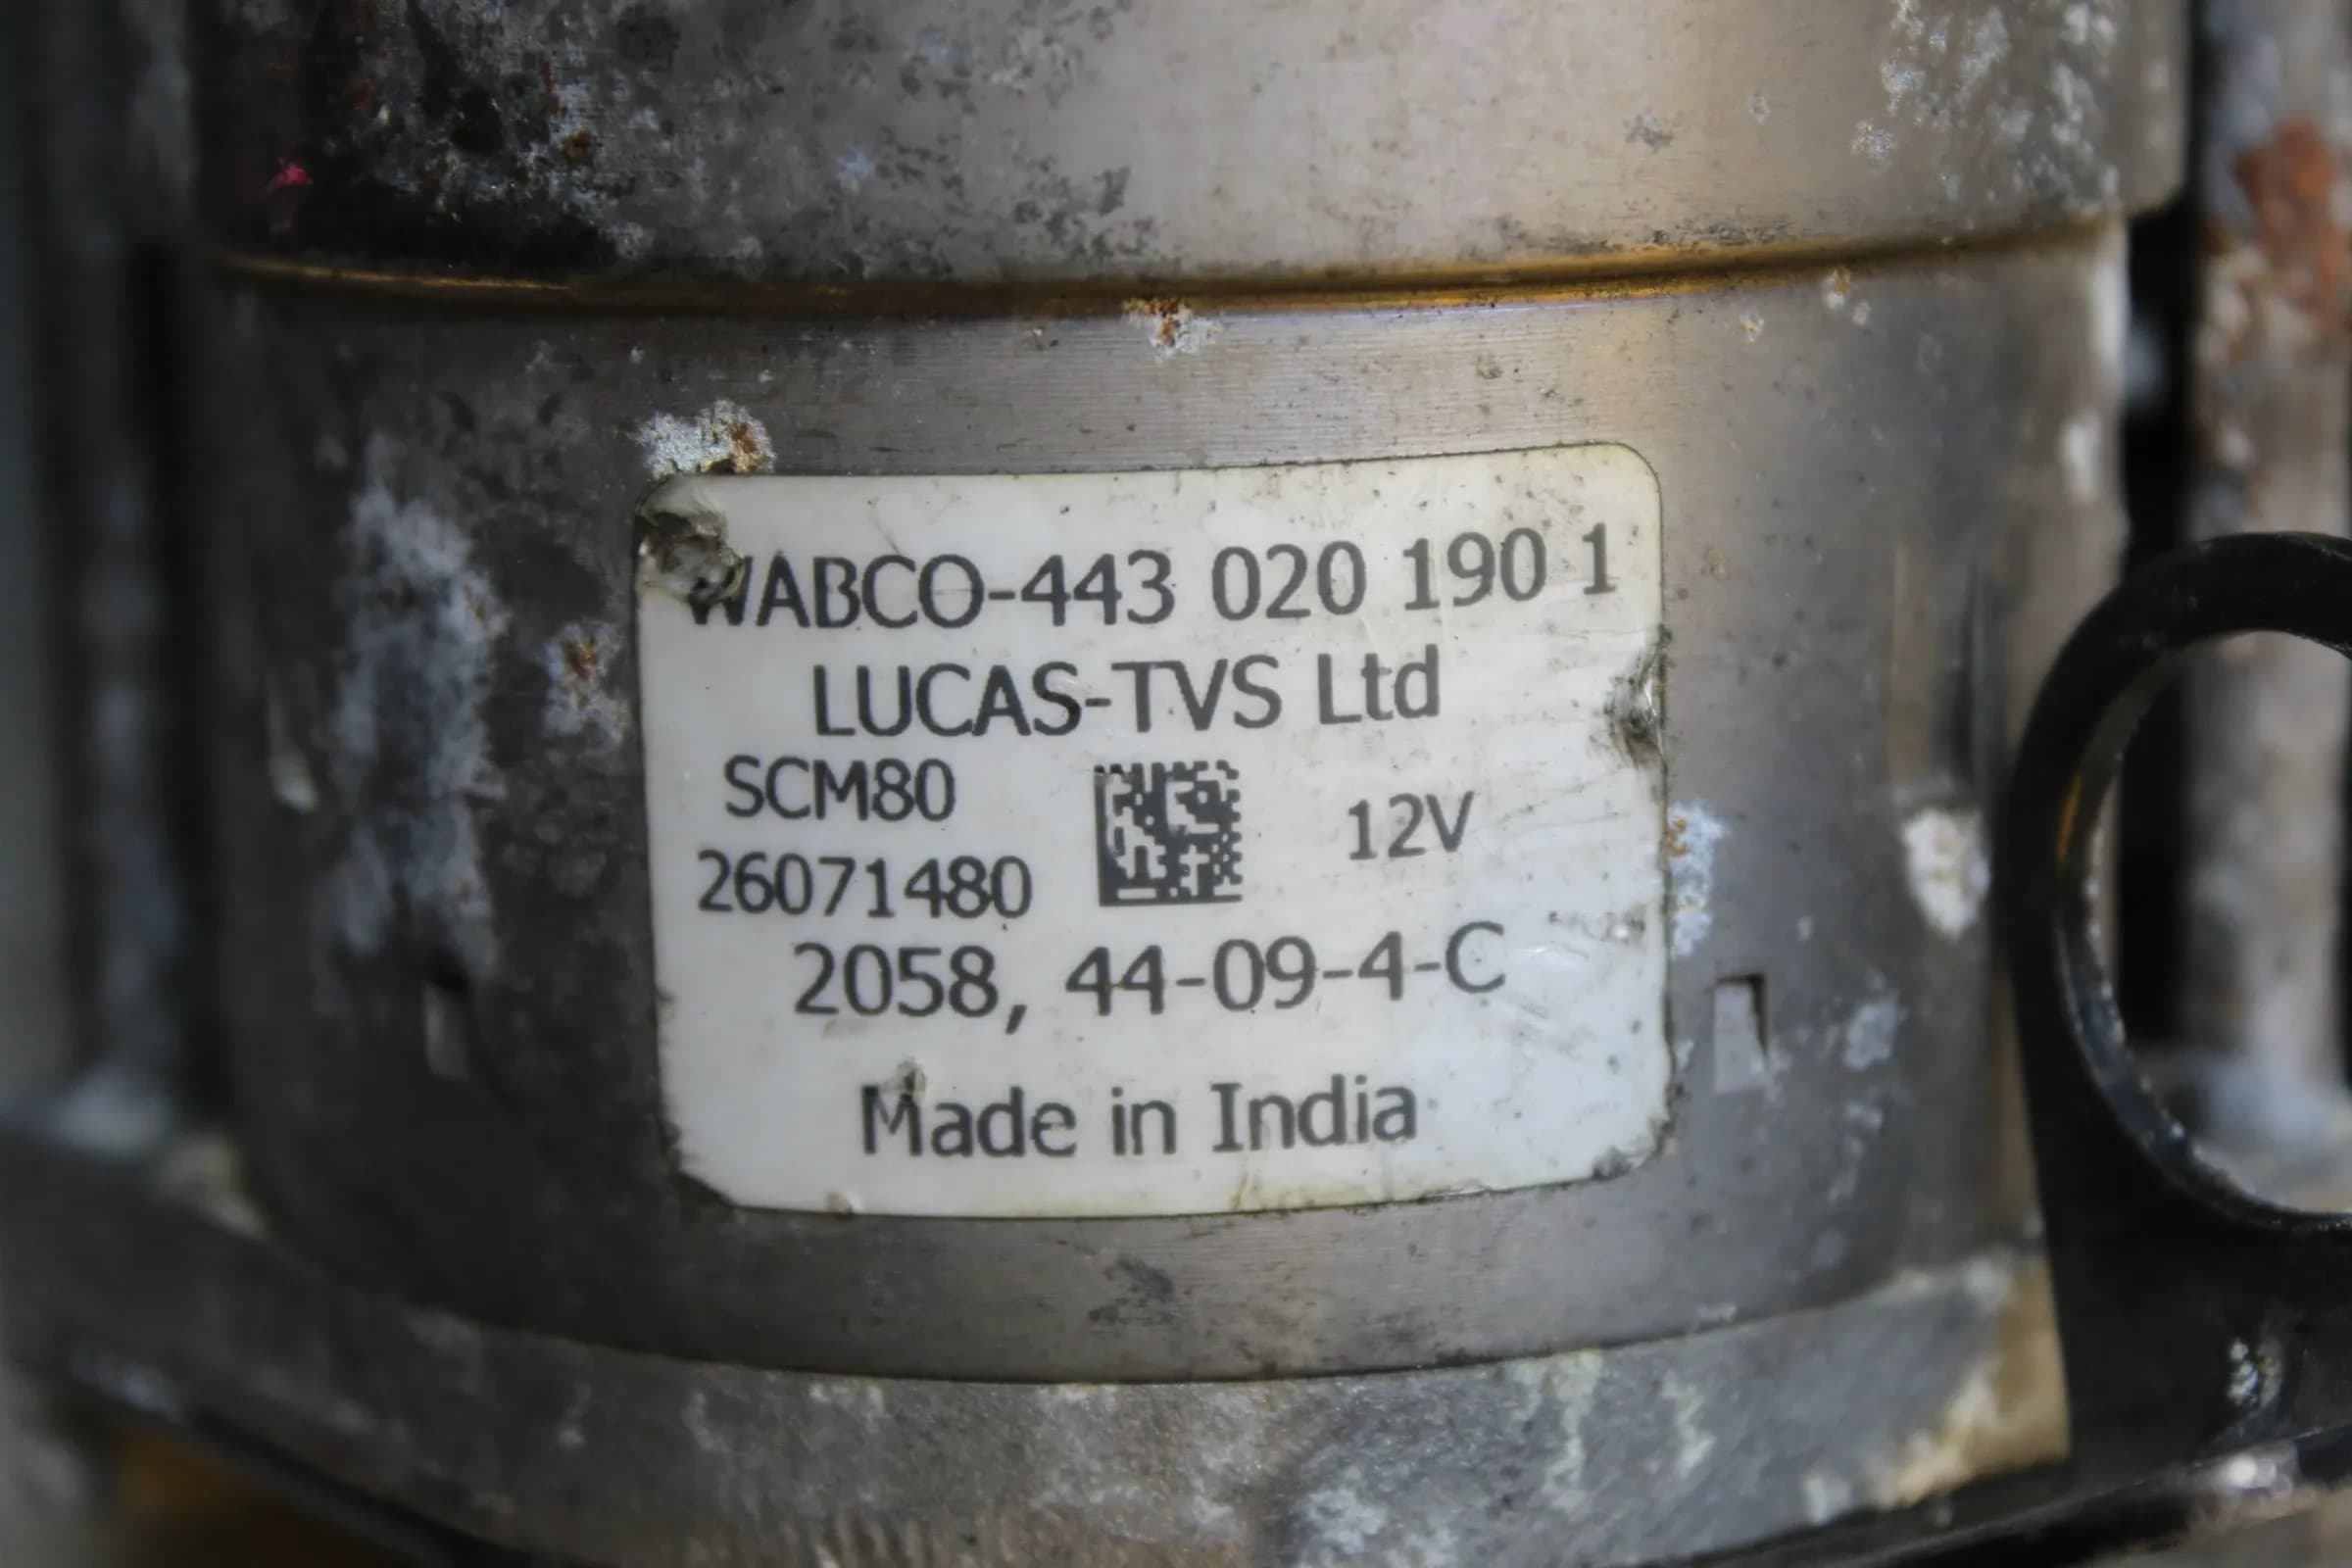 WABCO-443 020 190 1
LUCAS-TVS Ltd
SCM80
12V
26071480
2058, 44-09-4-C
Made in India